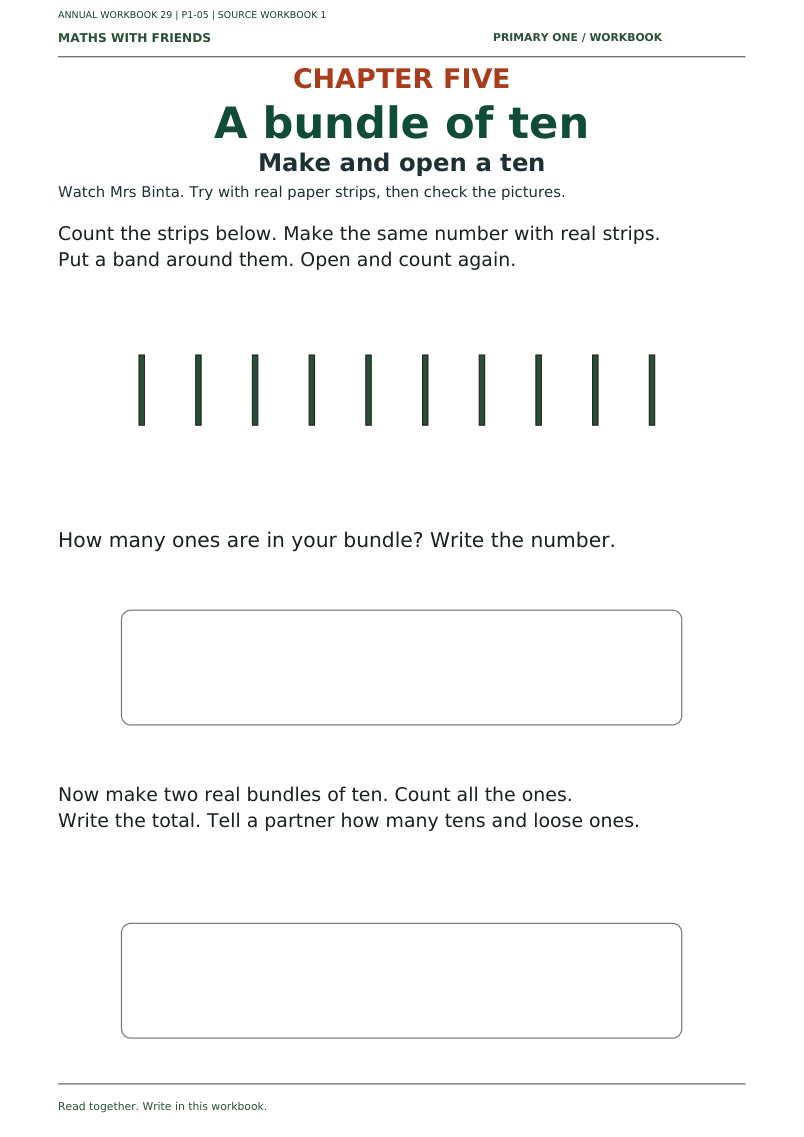 ANNUAL WORKBOOK 29 | P1-05 | SOURCE WORKBOOK 1
MATHS WITH FRIENDS
PRIMARY ONE / WORKBOOK
CHAPTER FIVE
A bundle of ten
Make and open a ten
Watch Mrs Binta. Try with real paper strips, then check the pictures.
Count the strips below. Make the same number with real strips.
Put a band around them. Open and count again.
How many ones are in your bundle? Write the number.
Now make two real bundles of ten. Count all the ones.
Write the total. Tell a partner how many tens and loose ones.
Read together. Write in this workbook.